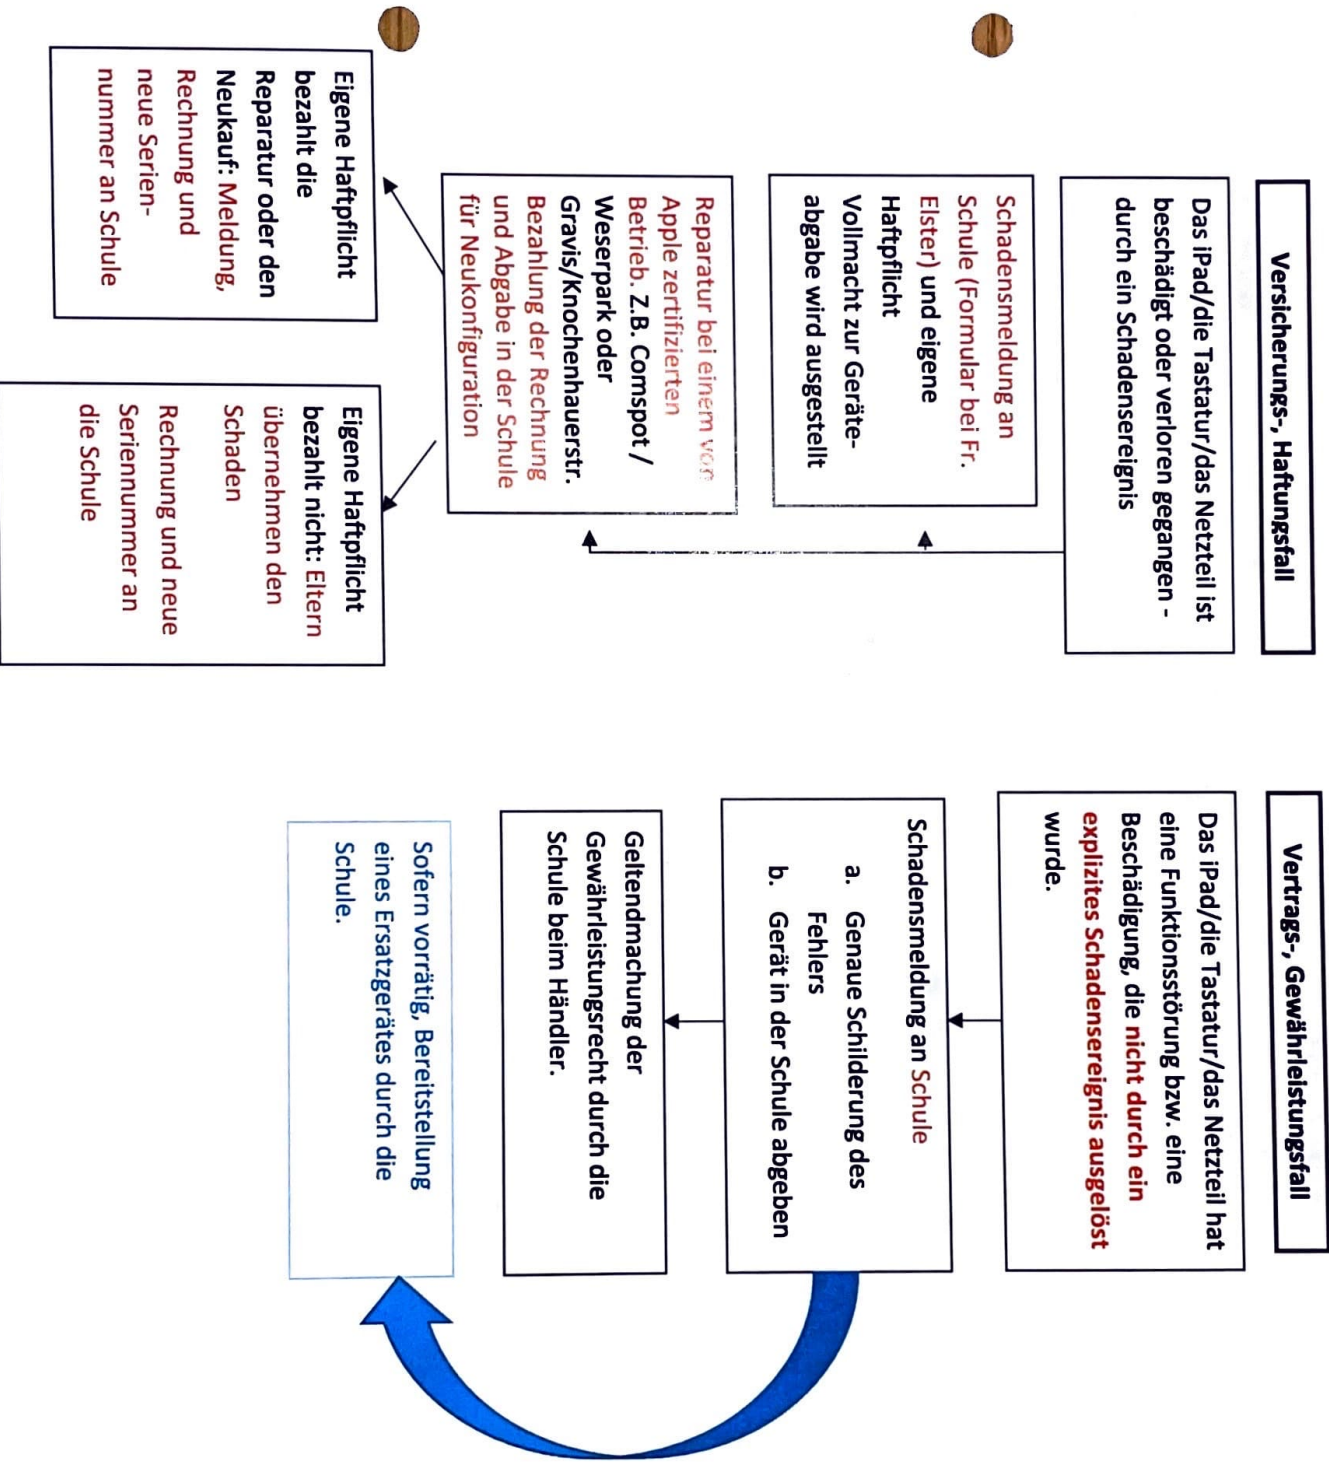 Versicherungs-, Haftungsfall
Das iPad/die Tastatur/das Netzteil ist
beschädigt oder verloren gegangen -
durch ein Schadensereignis
Schadensmeldung an
Schule (Formular bei Fr.
Elster) und eigene
Haftpflicht
Vollmacht zur Geräte-
abgabe wird ausgestellt
Reparatur bei einem von
Apple zertifizierten
Betrieb. Z.B. Comspot /
Weserpark oder
Gravis/Knochenhauerstr.
Bezahlung der Rechnung
und Abgabe in der Schule
für Neukonfiguration
Eigene Haftpflicht
bezahlt die
Reparatur oder den
Neukauf: Meldung,
Rechnung und
neue Serien-
nummer an Schule
Eigene Haftpflicht
bezahlt nicht: Eltern
übernehmen den
Schaden
Rechnung und neue
Seriennummer an
die Schule
Vertrags-, Gewährleistungsfall
Das iPad/die Tastatur/das Netzteil hat
eine Funktionsstörung bzw. eine
Beschädigung, die nicht durch ein
explizites Schadensereignis ausgelöst
wurde.
Schadensmeldung an Schule
a. Genaue Schilderung des
Fehlers
b. Gerät in der Schule abgeben
Geltendmachung der
Gewährleistungsrecht durch die
Schule beim Händler.
Sofern vorrätig, Bereitstellung
eines Ersatzgerätes durch die
Schule.